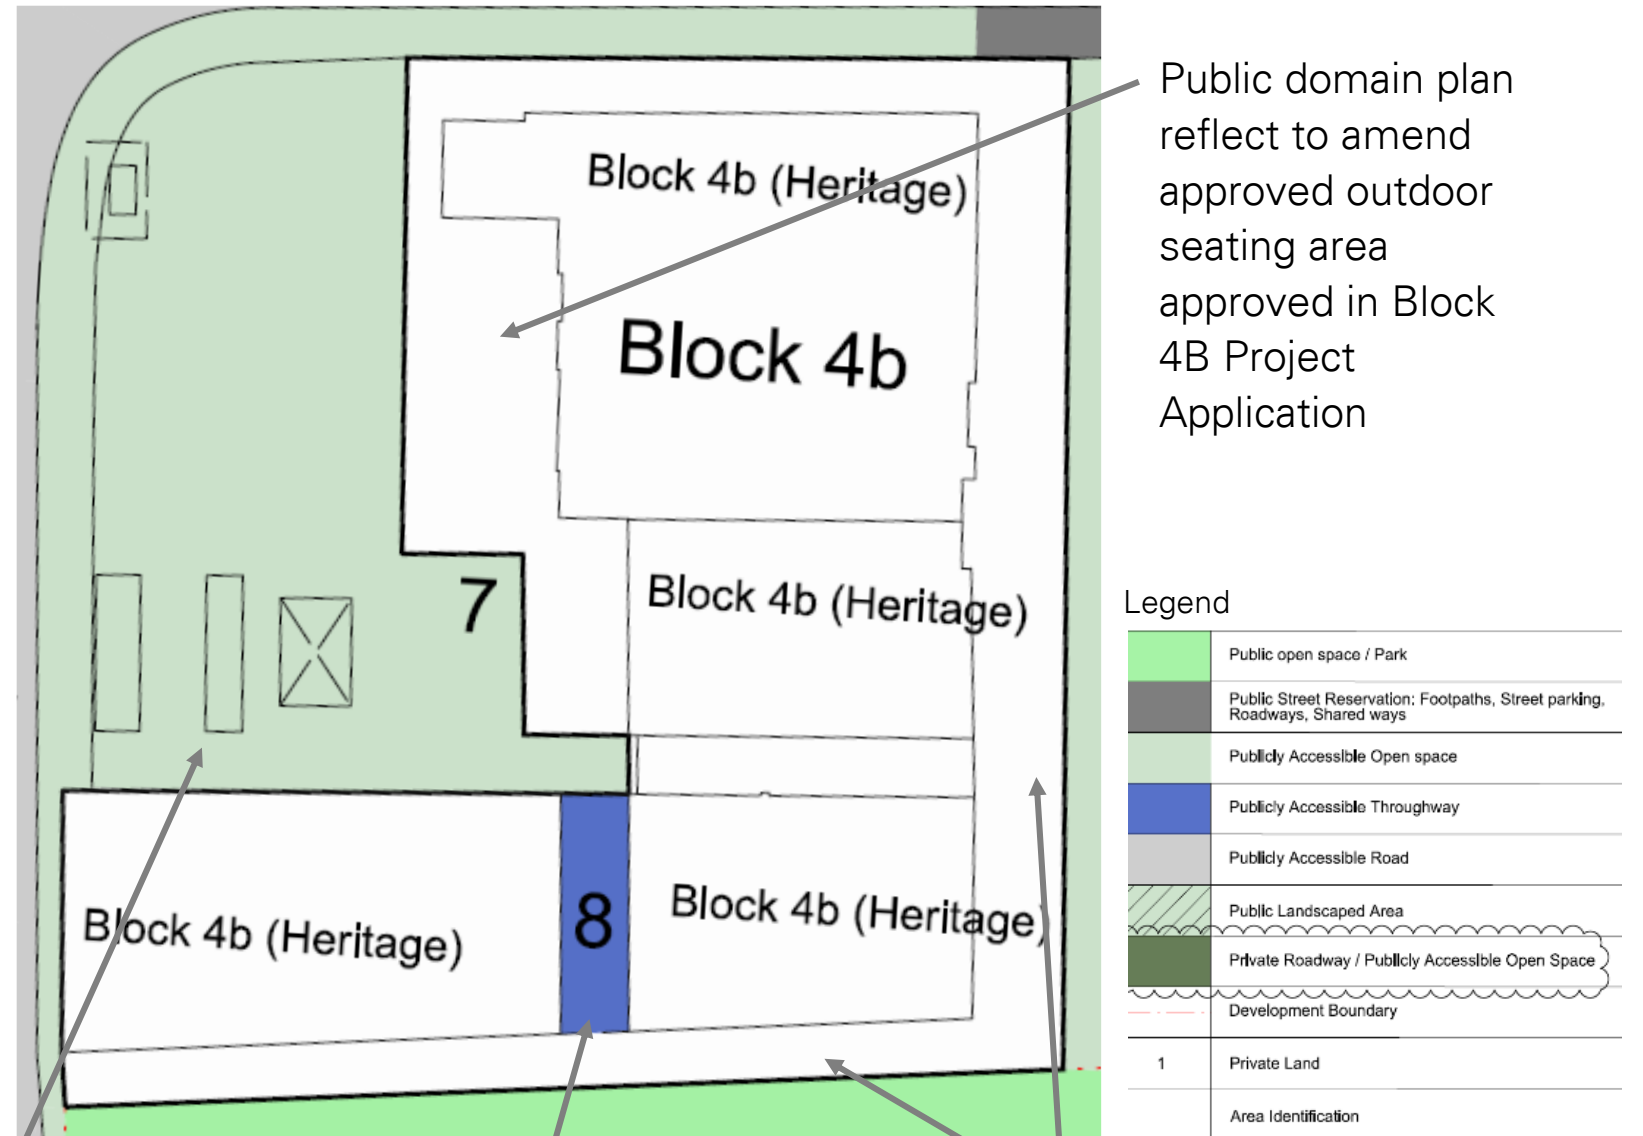 Public domain plan
reflect to amend
approved outdoor
seating area
approved in Block
4B Project
Application
Block 4b (Heritage)
Block 4b
7
Block 4b (Heritage)
Block 4b (Heritage)
8
Block 4b (Heritage)
Legend
Public open space / Park
Public Street Reservation: Footpaths, Street parking,
Roadways, Shared ways
Publicly Accessible Open space
Publicly Accessible Throughway
Publicly Accessible Road
Public Landscaped Area
Private Roadway / Publicly Accessible Open Space
Development Boundary
1 Private Land
Area Identification